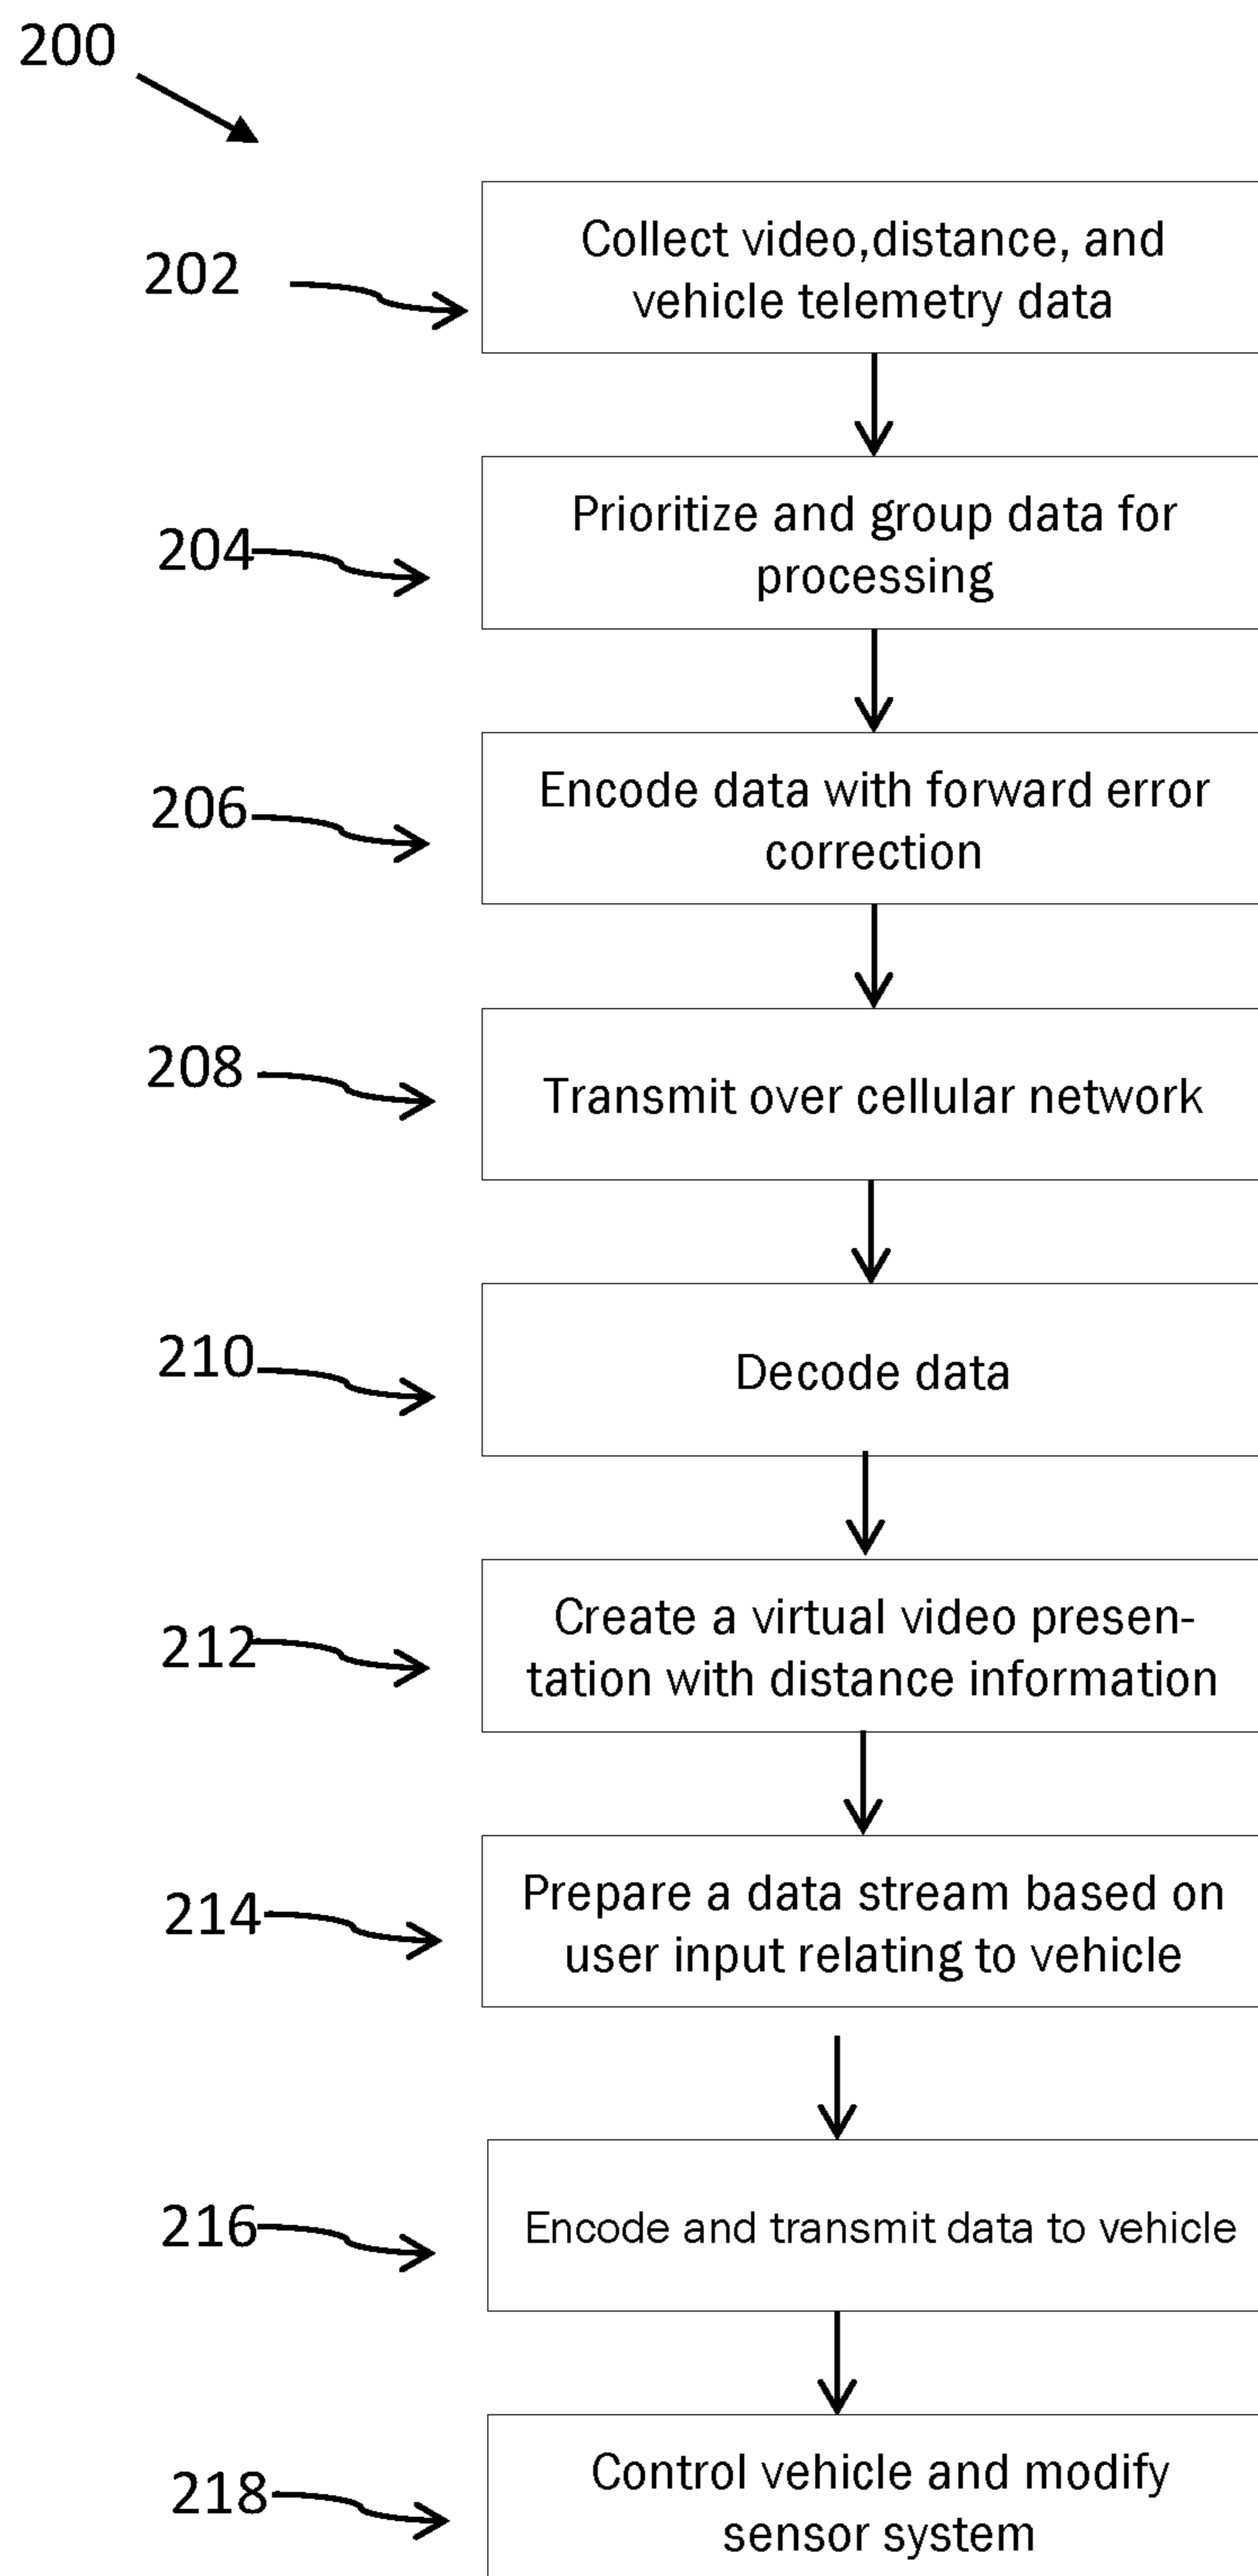 200
202
Collect video,distance, and
vehicle telemetry data
204
Prioritize and group data for
processing
206
Encode data with forward error
correction
208
Transmit over cellular network
210
Decode data
212
Create a virtual video presen-
tation with distance information
214
Prepare a data stream based on
user input relating to vehicle
216
Encode and transmit data to vehicle
218
Control vehicle and modify
sensor system